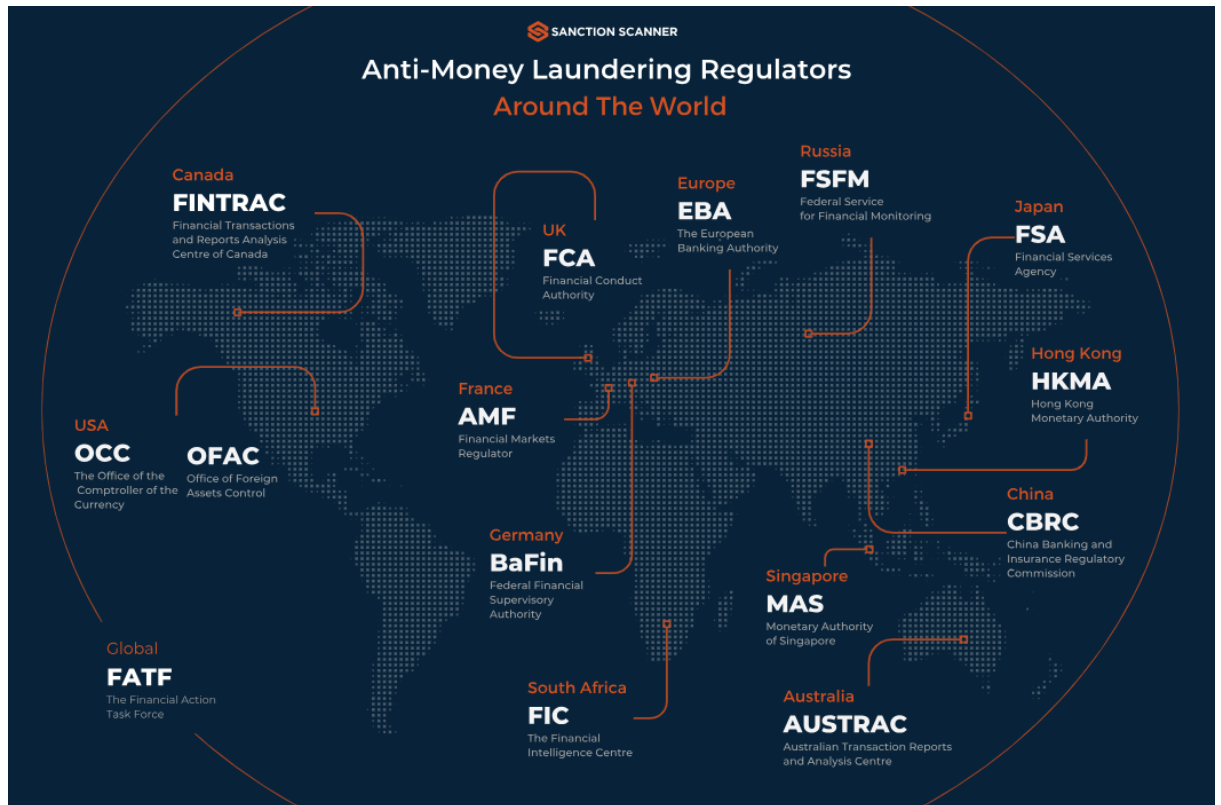 SANCTION SCANNER
Anti-Money Laundering Regulators
Around The World
Canada
FINTRAC
Financial Transactions
and Reports Analysis
Centre of Canada
UK
FCA
Financial Conduct
Authority
Europe
EBA
The European
Banking Authority
Russia
FSFM
Federal Service
for Financial Monitoring
Japan
FSA
Financial Services
Agency
Hong Kong
HKMA
Hong Kong
Monetary Authority
USA
OCC
The Office of the
Comptroller of the
Currency
OFAC
Office of Foreign
Assets Control
France
AMF
Financial Markets
Regulator
Germany
BaFin
Federal Financial
Supervisory
Authority
China
CBRC
China Banking and
Insurance Regulatory
Commission
Singapore
MAS
Monetary Authority
of Singapore
Global
FATF
The Financial Action
Task Force
South Africa
FIC
The Financial
Intelligence Centre
Australia
AUSTRAC
Australian Transaction Reports
and Analysis Centre